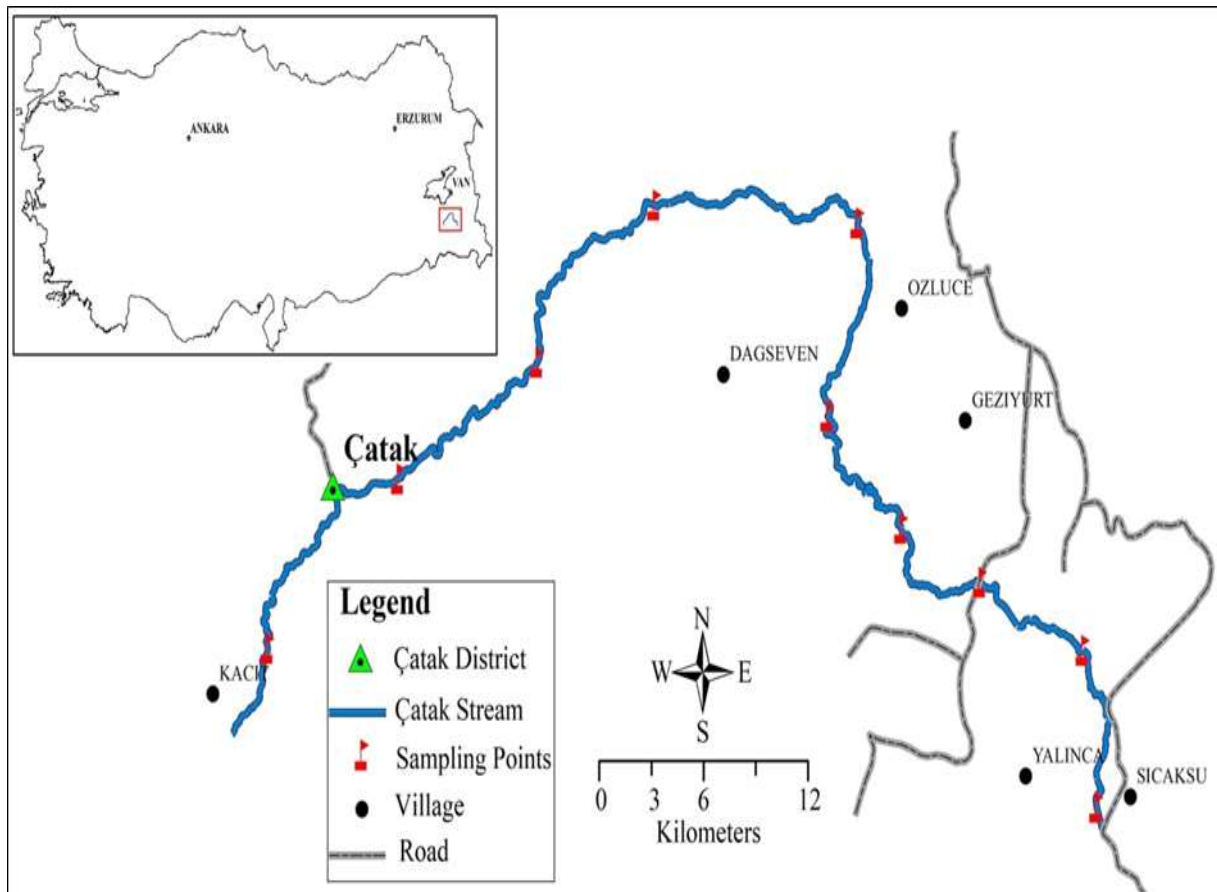 ANKARA
ERZURUM
VAN
OZLUCE
DAGSEVEN
GEZIYURT
Çatak
KACI
YALINCA
SICAKSU
Legend
Çatak District
Çatak Stream
Sampling Points
Village
Road
N
W E
S
0 3 6 12
Kilometers